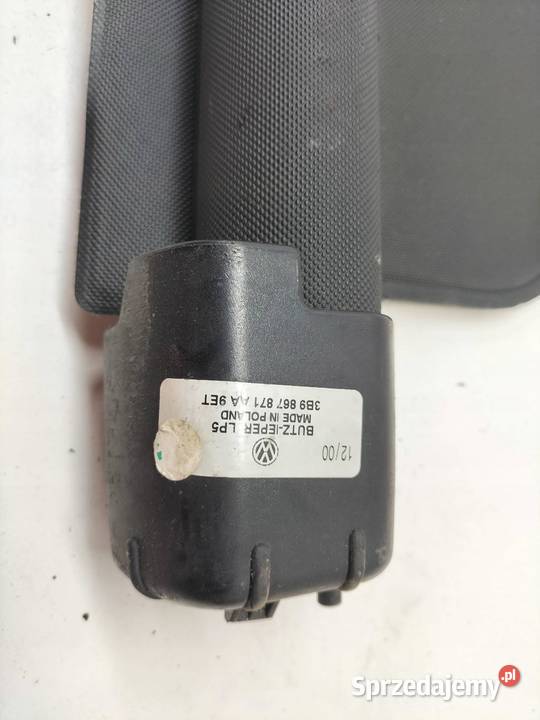 12/00
BUTZ-IEPER LP5
MADE IN POLAND
3B9 867 871 AA 9ET
Sprzedajemy.pl